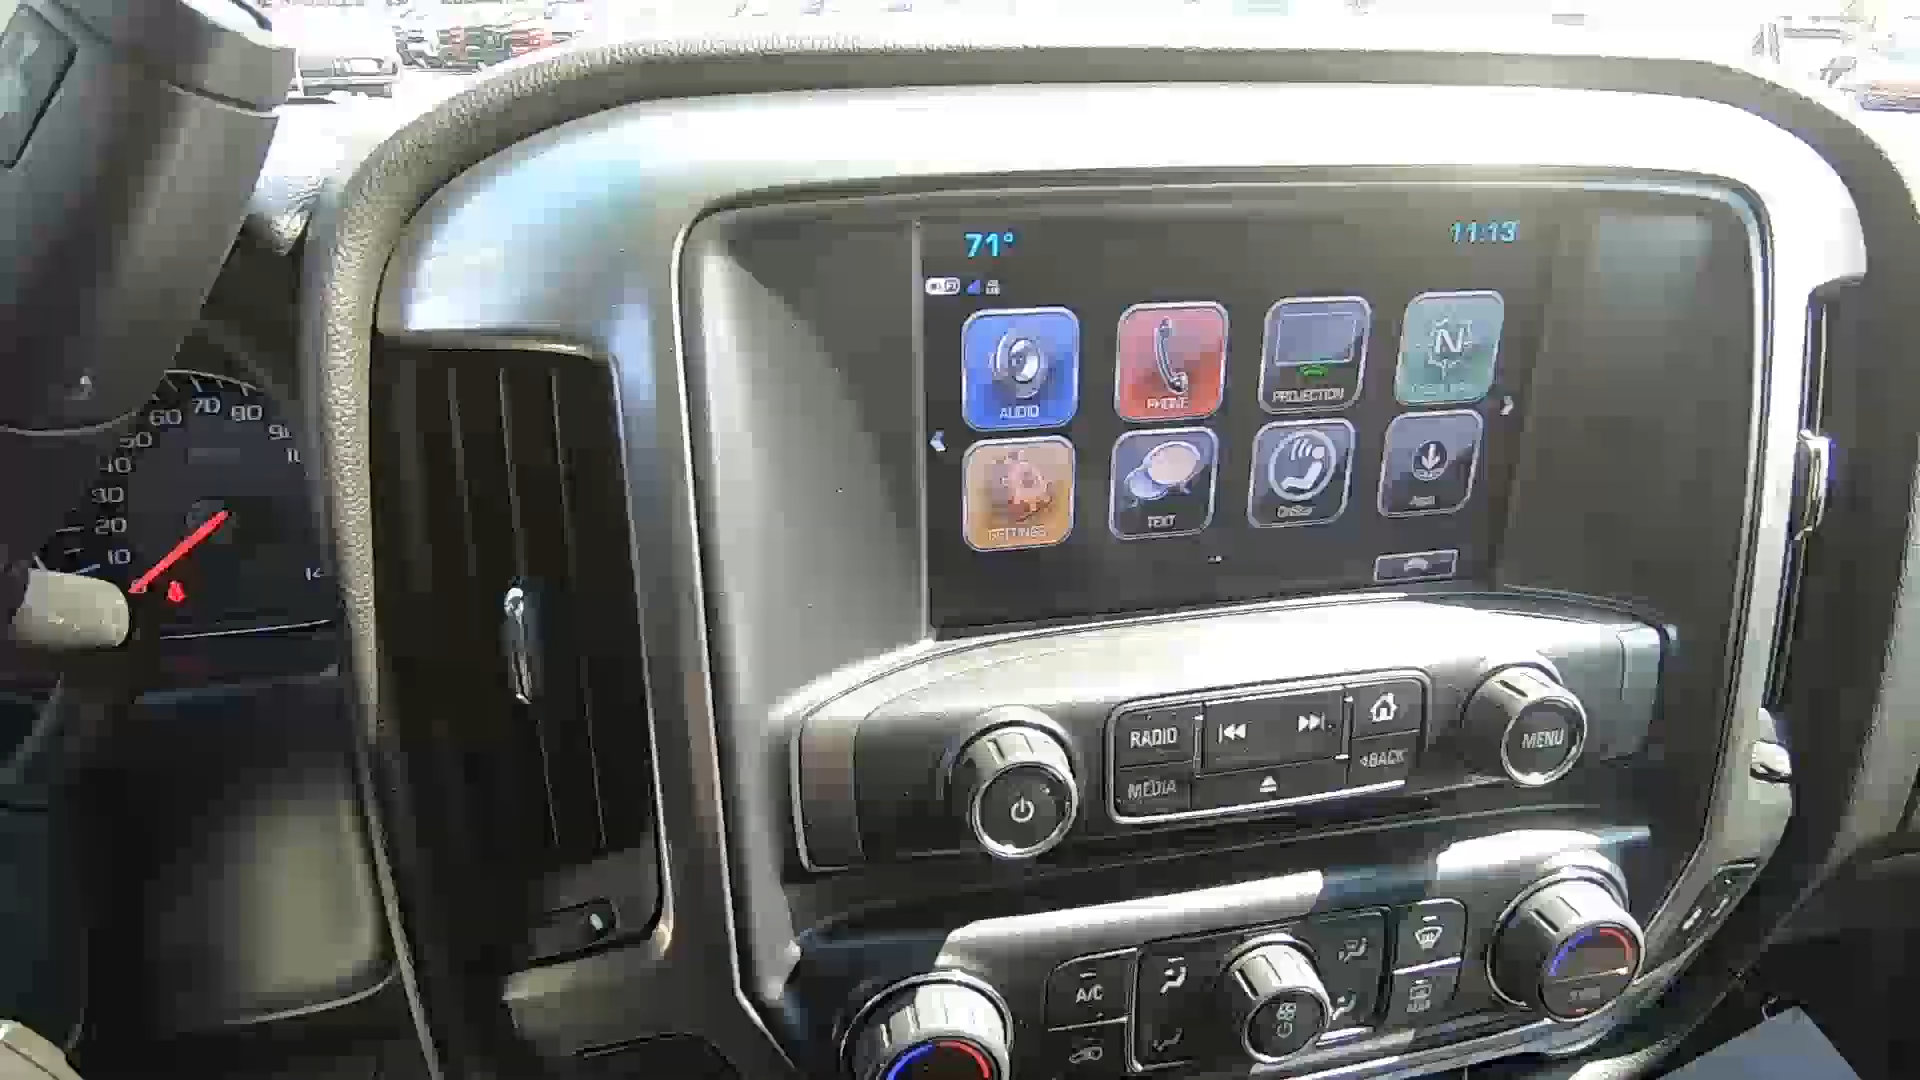 71°
11:13
AUDIO
PHONE
PROJECTION
SETTINGS
TEXT
OnStar
Apps
60 70 80
50
40
30
20
10
RADIO
MEDIA
BACK
MENU
A/C